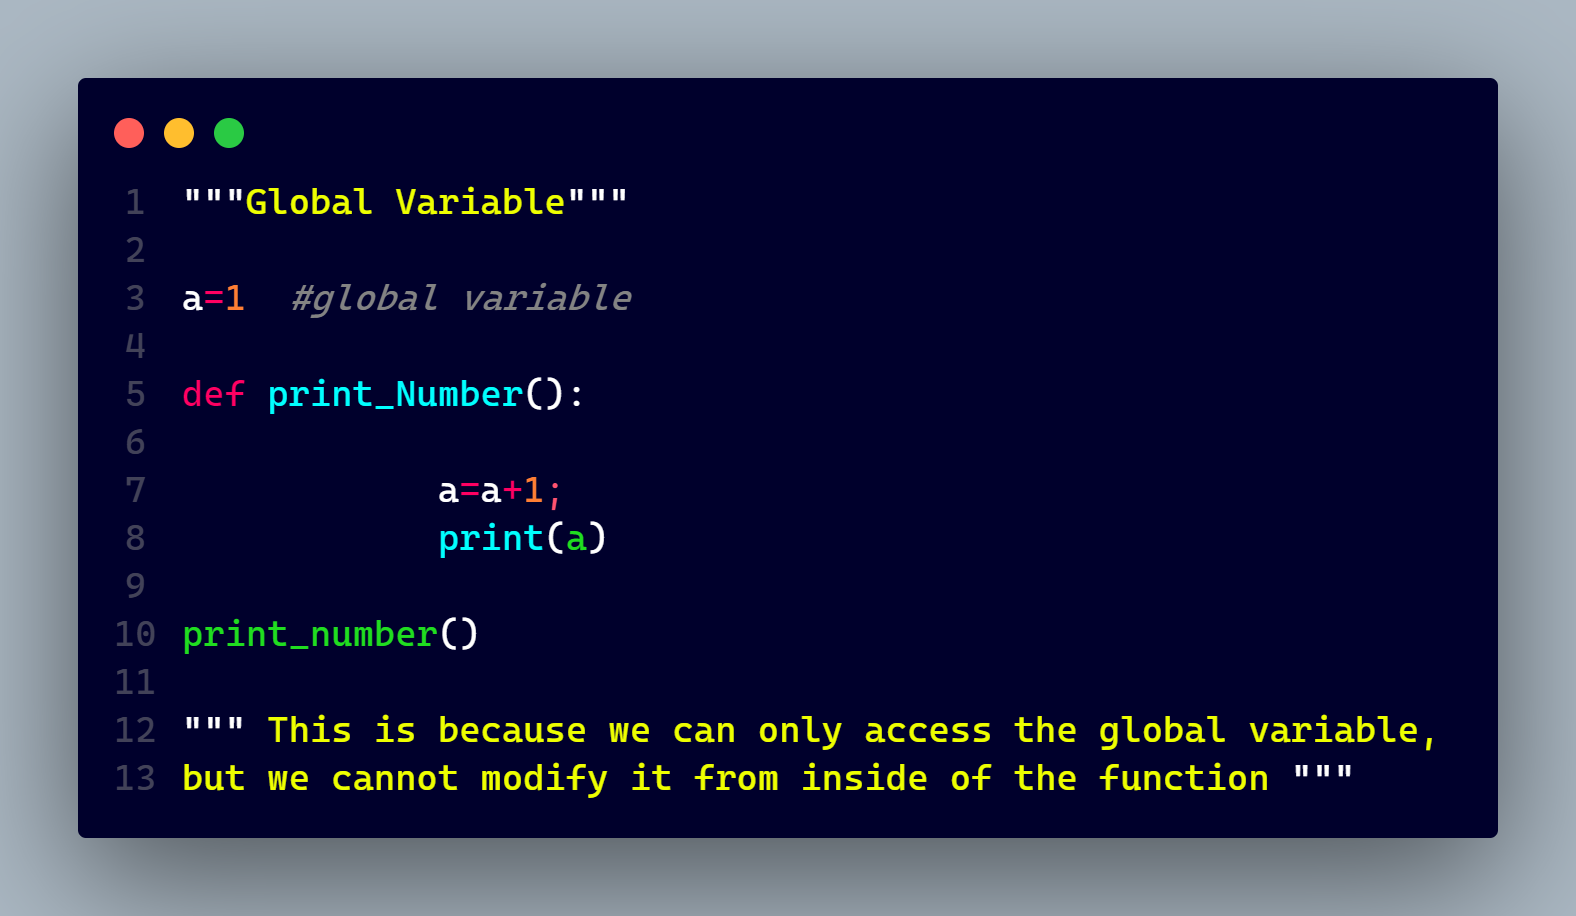 1 """Global Variable"""
2
3 a=1  #global variable
4
5 def print_Number():
6
7             a=a+1;
8             print(a)
9
10 print_number()
11
12 """ This is because we can only access the global variable,
13 but we cannot modify it from inside of the function """